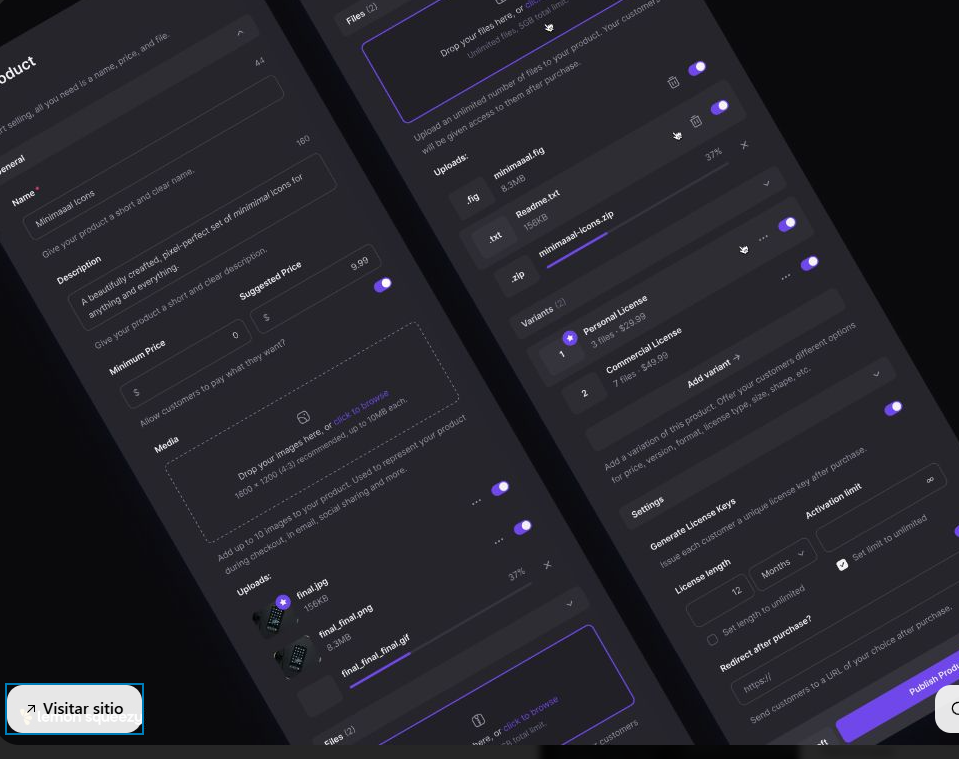 oduct
rt selling, all you need is a name, price, and file.
General
Name *
44
Minimaaal Icons
Give your product a short and clear name.
Description
160
A beautifully crafted, pixel-perfect set of minimal icons for
anything and everything.
Give your product a short and clear description.
Minimum Price
Suggested Price
$ 0
$ 9.99
Allow customers to pay what they want?
Media
Drop your images here, or click to browse
1600 × 1200 (4:3) recommended, up to 10MB each.
Add up to 10 images to your product. Used to represent your product
during checkout, in email, social sharing and more.
Uploads:
final.jpg
156KB
final_final.png
8.3MB
final_final_final.gif
37%
Files (2)
here, or click to browse
GB total limit.
customers
Files (2)
Drop your files here, or click
Unlimited files, 5GB total limit.
Upload an unlimited number of files to your product. Your customers
will be given access to them after purchase.
Uploads:
.fig
minimaaal.fig
8.3MB
.txt
Readme.txt
156KB
.zip
minimaaal-icons.zip
37%
Variants (2)
1
Personal License
3 files · $29.99
2
Commercial License
7 files · $49.99
Add variant →
Add a variation of this product. Offer your customers different options
for price, version, format, license type, size, shape, etc.
Settings
Generate License Keys
Issue each customer a unique license key after purchase.
License length
Activation limit
12
Months
∞
Set length to unlimited
Set limit to unlimited
Redirect after purchase?
https://
Send customers to a URL of your choice after purchase.
ft
Publish Produ
Visitar sitio
lemon squeezy